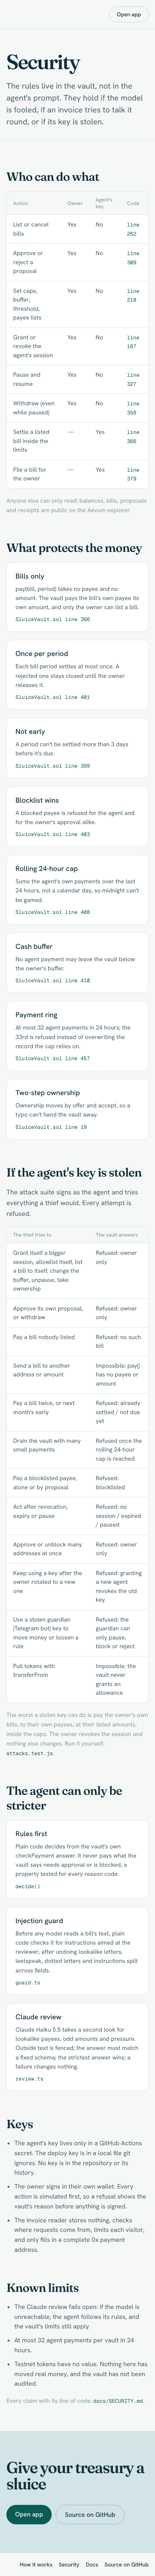 Open app
Security
The rules live in the vault, not in the
agent's prompt. They hold if the model
is fooled, if an invoice tries to talk it
round, or if its key is stolen.
Who can do what
Action Owner Agent's key Code
List or cancel bills Yes No line 262
Approve or reject a proposal Yes No line 309
Set caps, buffer, threshold, payee lists Yes No line 218
Grant or revoke the agent's session Yes No line 187
Pause and resume Yes No line 327
Withdraw (even while paused) Yes No line 356
Settle a listed bill inside the limits — Yes line 366
File a bill for the owner — Yes line 379
Anyone else can only read: balances, bills, proposals
and receipts are public on the Aevum explorer.
What protects the money
Bills only
pay(bill, period) takes no payee and no
amount. The vault pays the bill's own payee its
own amount, and only the owner can list a bill.
SluiceVault.sol line 366
Once per period
Each bill period settles at most once. A
rejected one stays closed until the owner
releases it.
SluiceVault.sol line 401
Not early
A period can't be settled more than 3 days
before it's due.
SluiceVault.sol line 399
Blocklist wins
A blocked payee is refused for the agent and
for the owner's approval alike.
SluiceVault.sol line 403
Rolling 24-hour cap
Sums the agent's own payments over the last
24 hours, not a calendar day, so midnight can't
be gamed.
SluiceVault.sol line 408
Cash buffer
No agent payment may leave the vault below
the owner's buffer.
SluiceVault.sol line 410
Payment ring
At most 32 agent payments in 24 hours; the
33rd is refused instead of overwriting the
record the cap relies on.
SluiceVault.sol line 457
Two-step ownership
Ownership moves by offer and accept, so a
typo can't hand the vault away.
SluiceVault.sol line 19
If the agent's key is stolen
The attack suite signs as the agent and tries
everything a thief would. Every attempt is
refused.
The thief tries to The vault answers
Grant itself a bigger session, allowlist itself, list a bill to itself, change the buffer, unpause, take ownership Refused: owner only
Approve its own proposal, or withdraw Refused: owner only
Pay a bill nobody listed Refused: no such bill
Send a bill to another address or amount Impossible: pay() has no payee or amount
Pay a bill twice, or next month's early Refused: already settled / not due yet
Drain the vault with many small payments Refused once the rolling 24-hour cap is reached
Pay a blocklisted payee, alone or by proposal Refused: blocklisted
Act after revocation, expiry or pause Refused: no session / expired / paused
Approve or unblock many addresses at once Refused: owner only
Keep using a key after the owner rotated to a new one Refused: granting a new agent revokes the old key
Use a stolen guardian (Telegram bot) key to move money or loosen a rule Refused: the guardian can only pause, block or reject
Pull tokens with transferFrom Impossible: the vault never grants an allowance
The worst a stolen key can do is pay the owner's own
bills, to their own payees, at their listed amounts,
inside the caps. The owner revokes the session and
nothing else changes. Run it yourself:
attacks.test.js.
The agent can only be
stricter
Rules first
Plain code decides from the vault's own
checkPayment answer. It never pays what the
vault says needs approval or is blocked, a
property tested for every reason code.
decide()
Injection guard
Before any model reads a bill's text, plain
code checks it for instructions aimed at the
reviewer, after undoing lookalike letters,
leetspeak, dotted letters and instructions split
across fields.
guard.ts
Claude review
Claude Haiku 5.5 takes a second look for
lookalike payees, odd amounts and pressure.
Outside text is fenced; the answer must match
a fixed schema; the strictest answer wins; a
failure changes nothing.
review.ts
Keys
• The agent's key lives only in a GitHub Actions
secret. The deploy key is in a local file git
ignores. No key is in the repository or its
history.
• The owner signs in their own wallet. Every
action is simulated first, so a refusal shows the
vault's reason before anything is signed.
• The invoice reader stores nothing, checks
where requests come from, limits each visitor,
and only fills in a complete 0x payment
address.
Known limits
• The Claude review fails open: if the model is
unreachable, the agent follows its rules, and
the vault's limits still apply.
• At most 32 agent payments per vault in 24
hours.
• Testnet tokens have no value. Nothing here has
moved real money, and the vault has not been
audited.
Every claim with its line of code: docs/SECURITY.md.
Give your treasury a
sluice
Open app Source on GitHub
How it works Security Docs Source on GitHub